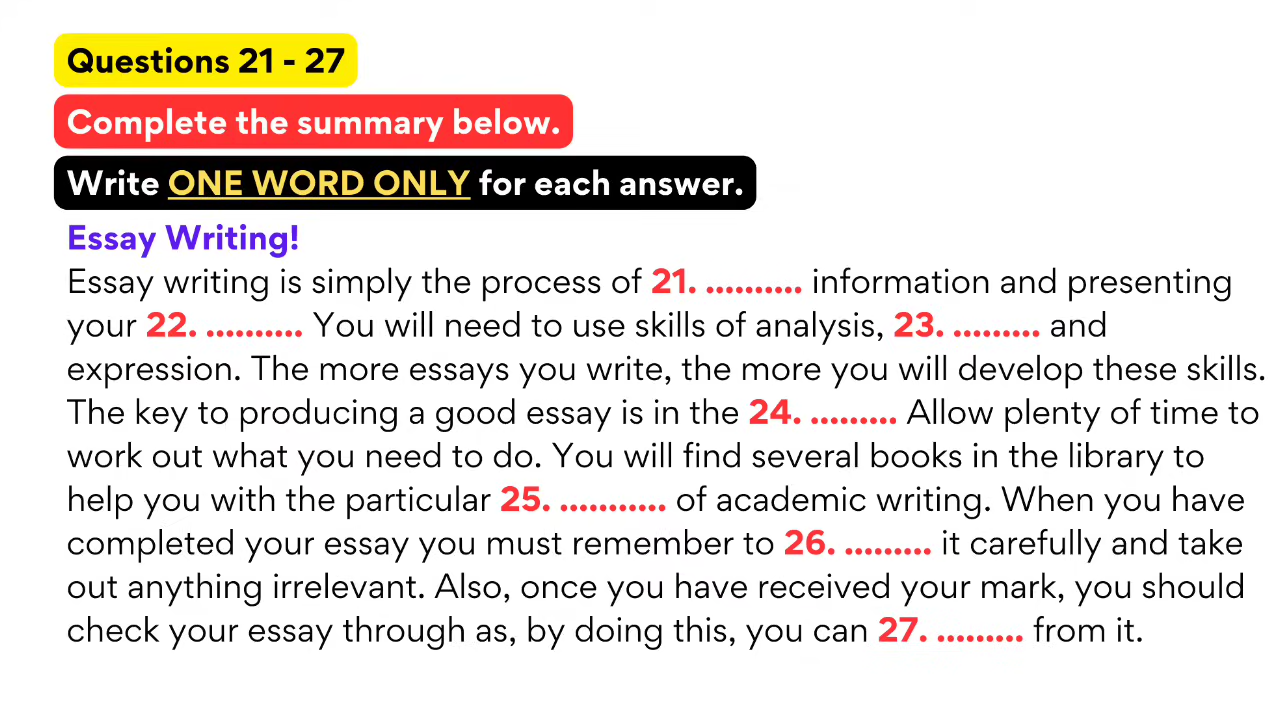 Questions 21 - 27
Complete the summary below.
Write ONE WORD ONLY for each answer.
Essay Writing!
Essay writing is simply the process of 21. .......... information and presenting
your 22. .......... You will need to use skills of analysis, 23. ......... and
expression. The more essays you write, the more you will develop these skills.
The key to producing a good essay is in the 24. ......... Allow plenty of time to
work out what you need to do. You will find several books in the library to
help you with the particular 25. ........... of academic writing. When you have
completed your essay you must remember to 26. ......... it carefully and take
out anything irrelevant. Also, once you have received your mark, you should
check your essay through as, by doing this, you can 27. ......... from it.